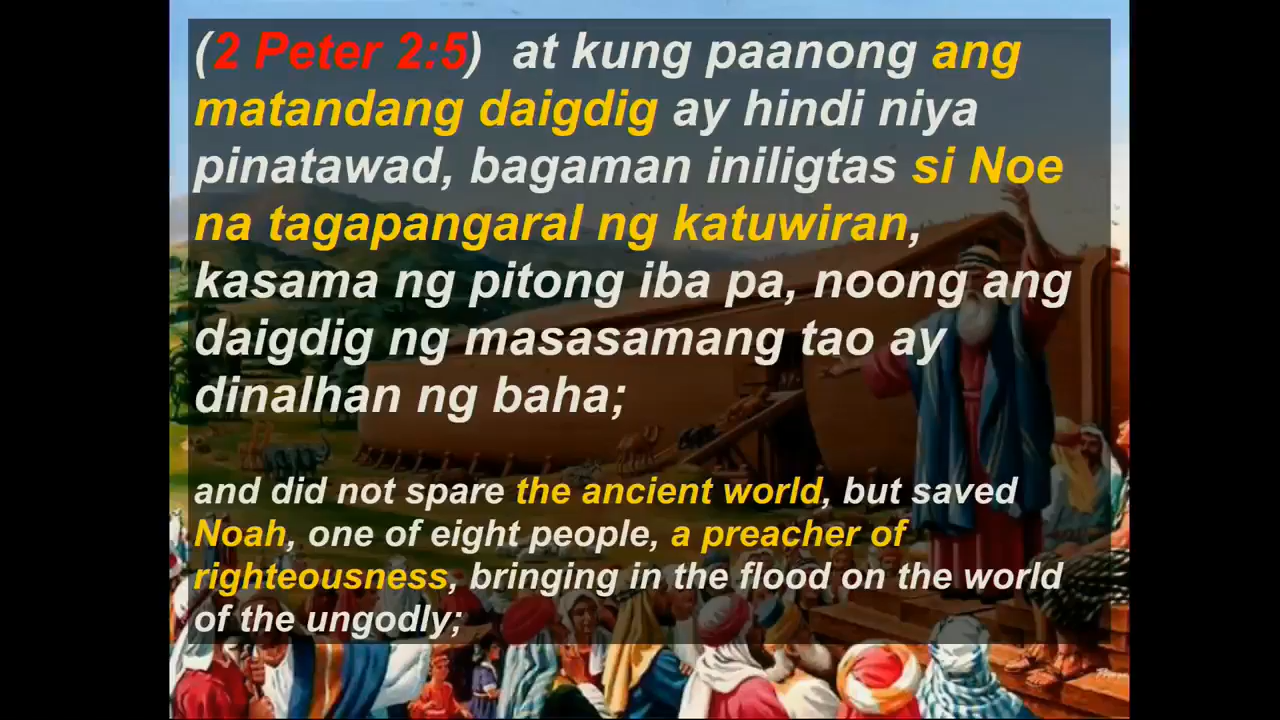 (2 Peter 2:5) at kung paanong ang
matandang daigdig ay hindi niya
pinatawad, bagaman iniligtas si Noe
na tagapangaral ng katuwiran,
kasama ng pitong iba pa, noong ang
daigdig ng masasamang tao ay
dinalhan ng baha;
and did not spare the ancient world, but saved
Noah, one of eight people, a preacher of
righteousness, bringing in the flood on the world
of the ungodly;